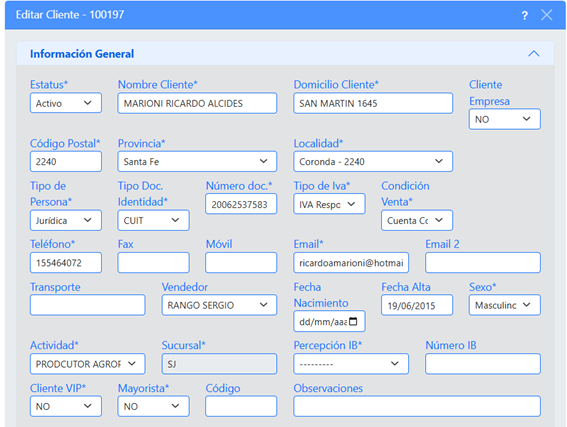 Editar Cliente - 100197 ?
Información General
Estatus* Nombre Cliente* Domicilio Cliente* Cliente Empresa
Activo MARIONI RICARDO ALCIDES SAN MARTIN 1645 NO
Código Postal* Provincia* Localidad*
2240 Santa Fe Coronda - 2240
Tipo de Persona* Tipo Doc. Identidad* Número doc.* Tipo de Iva* Condición Venta*
Jurídica CUIT 20062537583 IVA Respo Cuenta Cc
Teléfono* Fax Móvil Email* Email 2
155464072 ricardoamarioni@hotmai
Transporte Vendedor Fecha Nacimiento Fecha Alta Sexo*
RANGO SERGIO dd/mm/aaa 19/06/2015 Masculinc
Actividad* Sucursal* Percepción IB* Número IB
PRODCUTOR AGROF SJ ---------
Cliente VIP* Mayorista* Código Observaciones
NO NO